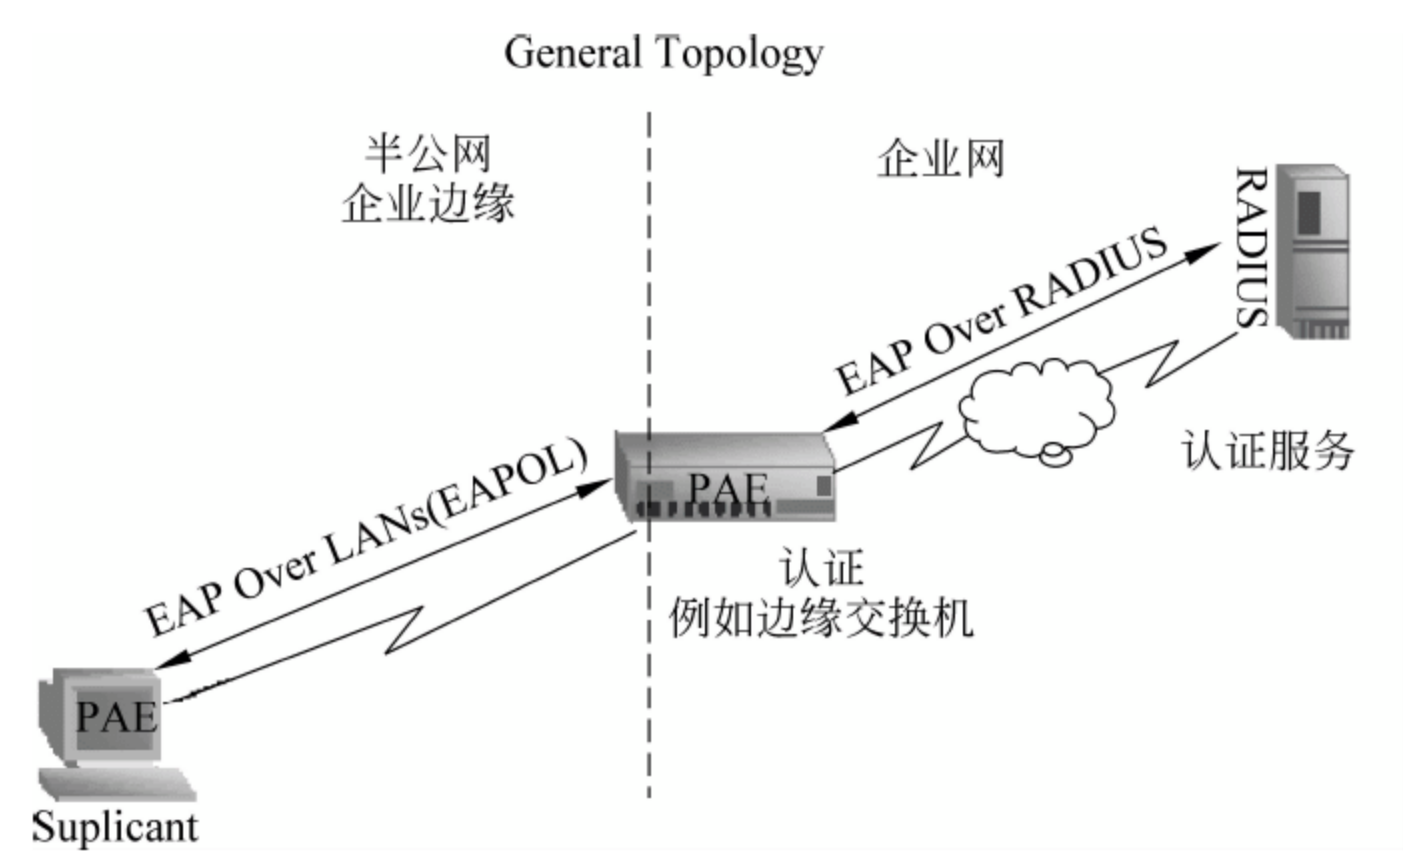 General Topology
半公网
企业边缘
企业网
RADIUS
EAP Over RADIUS
认证服务
EAP Over LANs(EAPOL)
PAE
认证
例如边缘交换机
PAE
Suplicant